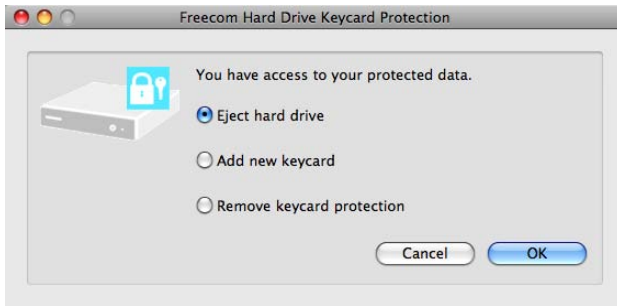 Freecom Hard Drive Keycard Protection
You have access to your protected data.
Eject hard drive
Add new keycard
Remove keycard protection
Cancel OK